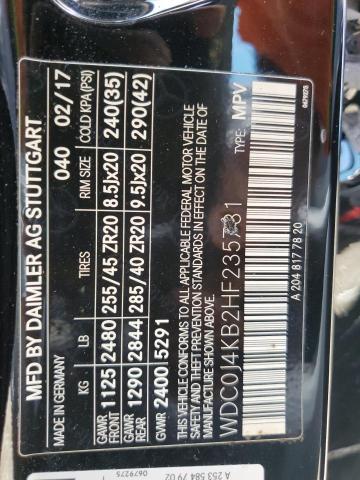 MFD BY DAIMLER AG STUTTGART
MADE IN GERMANY 040 02/17
KG LB TIRES RIM SIZE COLD KPA(PSI)
GAWR FRONT 1125 2480 255/45 ZR20 8.5Jx20 240(35)
GAWR REAR 1290 2844 285/40 ZR20 9.5Jx20 290(42)
GVWR 2400 5291
THIS VEHICLE CONFORMS TO ALL APPLICABLE FEDERAL MOTOR VEHICLE
SAFETY AND THEFT PREVENTION STANDARDS IN EFFECT ON THE DATE OF
MANUFACTURE SHOWN ABOVE
TYPE: MPV
A 204 817 78 20
0679275
A 253 584 79 02
0679275